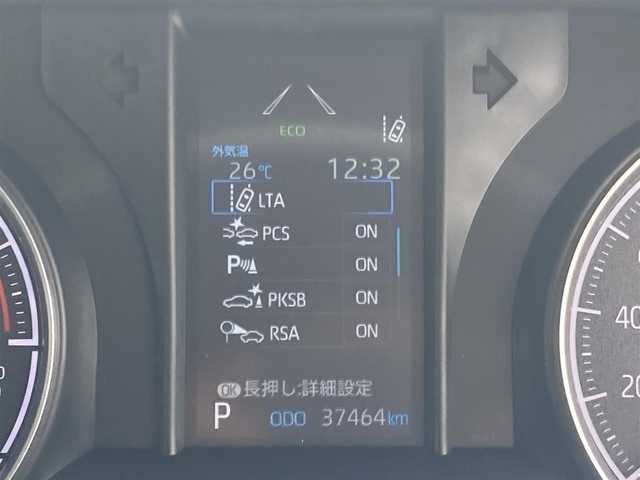 ECO
外気温
26℃ 12:32
LTA
PCS ON
P ON
PKSB ON
RSA ON
OK 長押し:詳細設定
P ODO 37464km
40
20